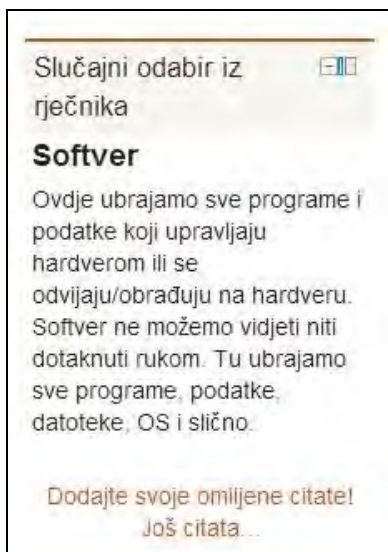 Slučajni odabir iz
rječnika
Softver
Ovdje ubrajamo sve programe i
podatke koji upravljaju
hardverom ili se
odvijaju/obrađuju na hardveru.
Softver ne možemo vidjeti niti
dotaknuti rukom. Tu ubrajamo
sve programe, podatke,
datoteke, OS i slično.
Dodajte svoje omiljene citate!
Još citata...